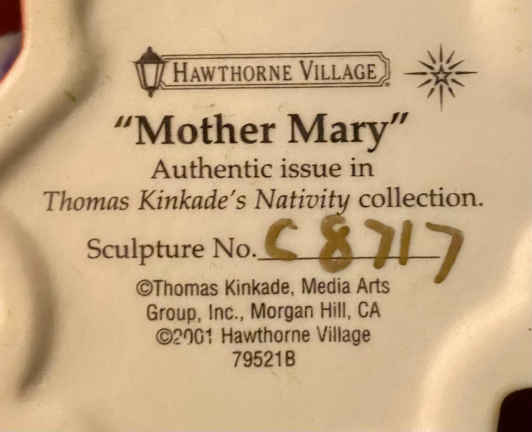 HAWTHORNE VILLAGE
“Mother Mary”
Authentic issue in
Thomas Kinkade's Nativity collection.
Sculpture No. C8717
©Thomas Kinkade, Media Arts
Group, Inc., Morgan Hill, CA
©2001 Hawthorne Village
79521B